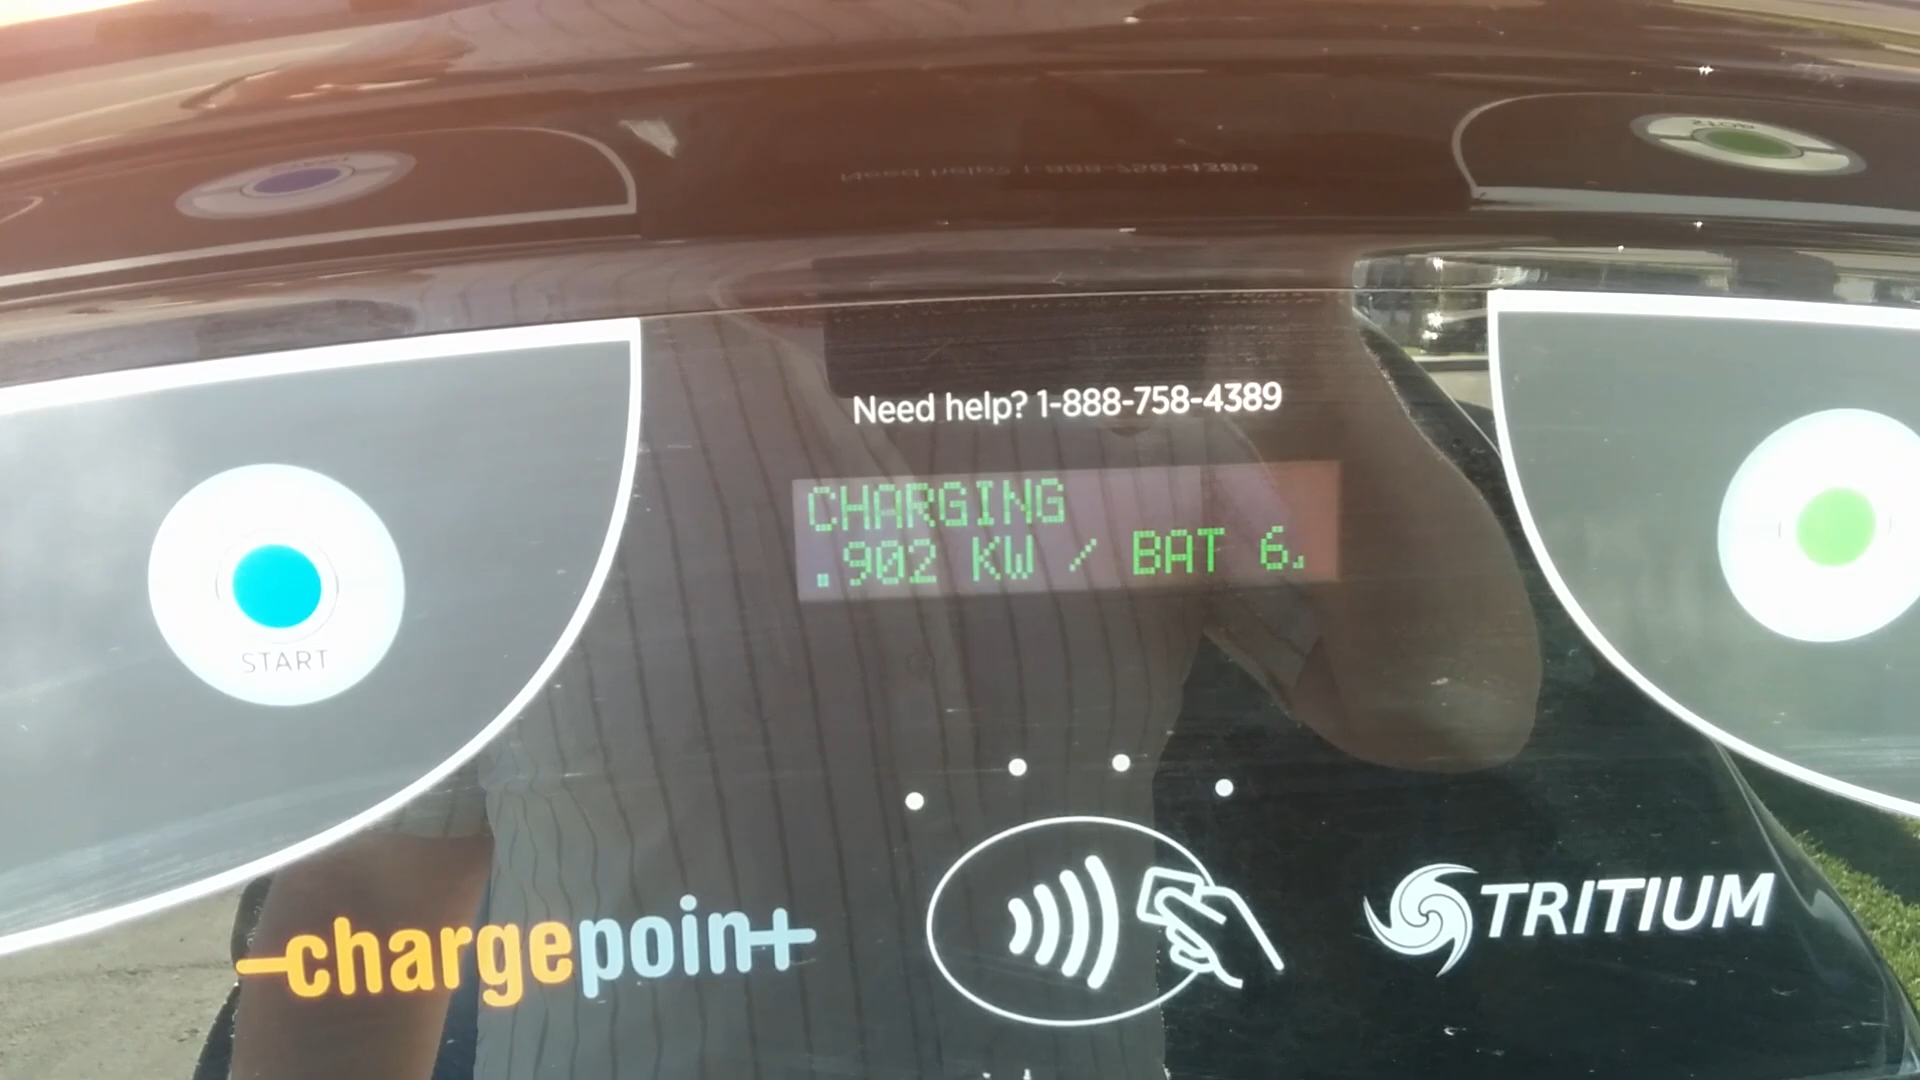 Need help? 1-888-758-4389
CHARGING
.902 KW / BAT 6
START
chargepoint
TRITIUM